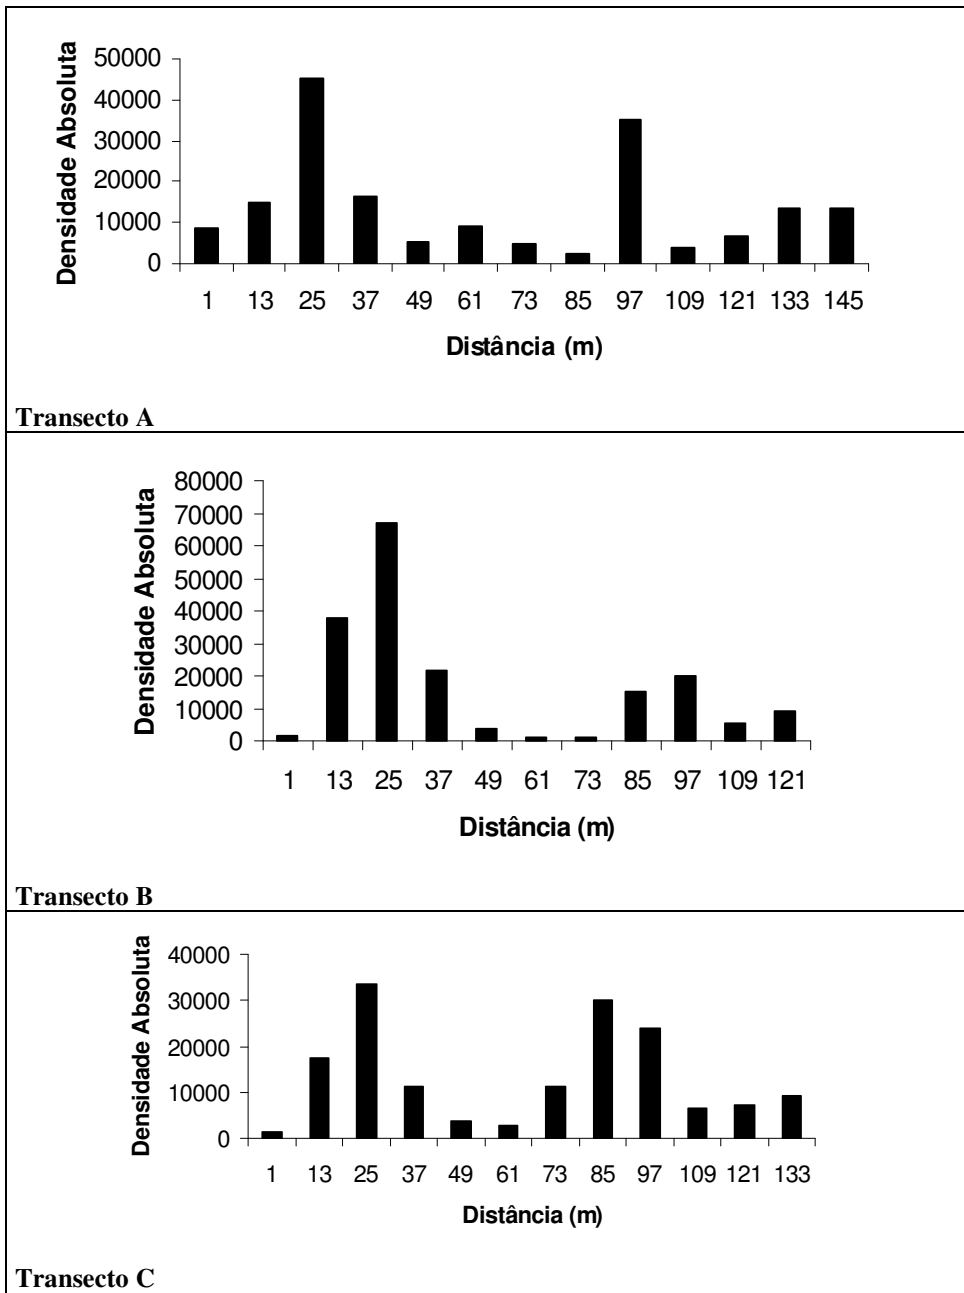 Densidade Absoluta
50000
40000
30000
20000
10000
0
1 13 25 37 49 61 73 85 97 109 121 133 145
Distância (m)
Transecto A
Densidade Absoluta
80000
70000
60000
50000
40000
30000
20000
10000
0
1 13 25 37 49 61 73 85 97 109 121
Distância (m)
Transecto B
Densidade Absoluta
40000
30000
20000
10000
0
1 13 25 37 49 61 73 85 97 109 121 133
Distância (m)
Transecto C